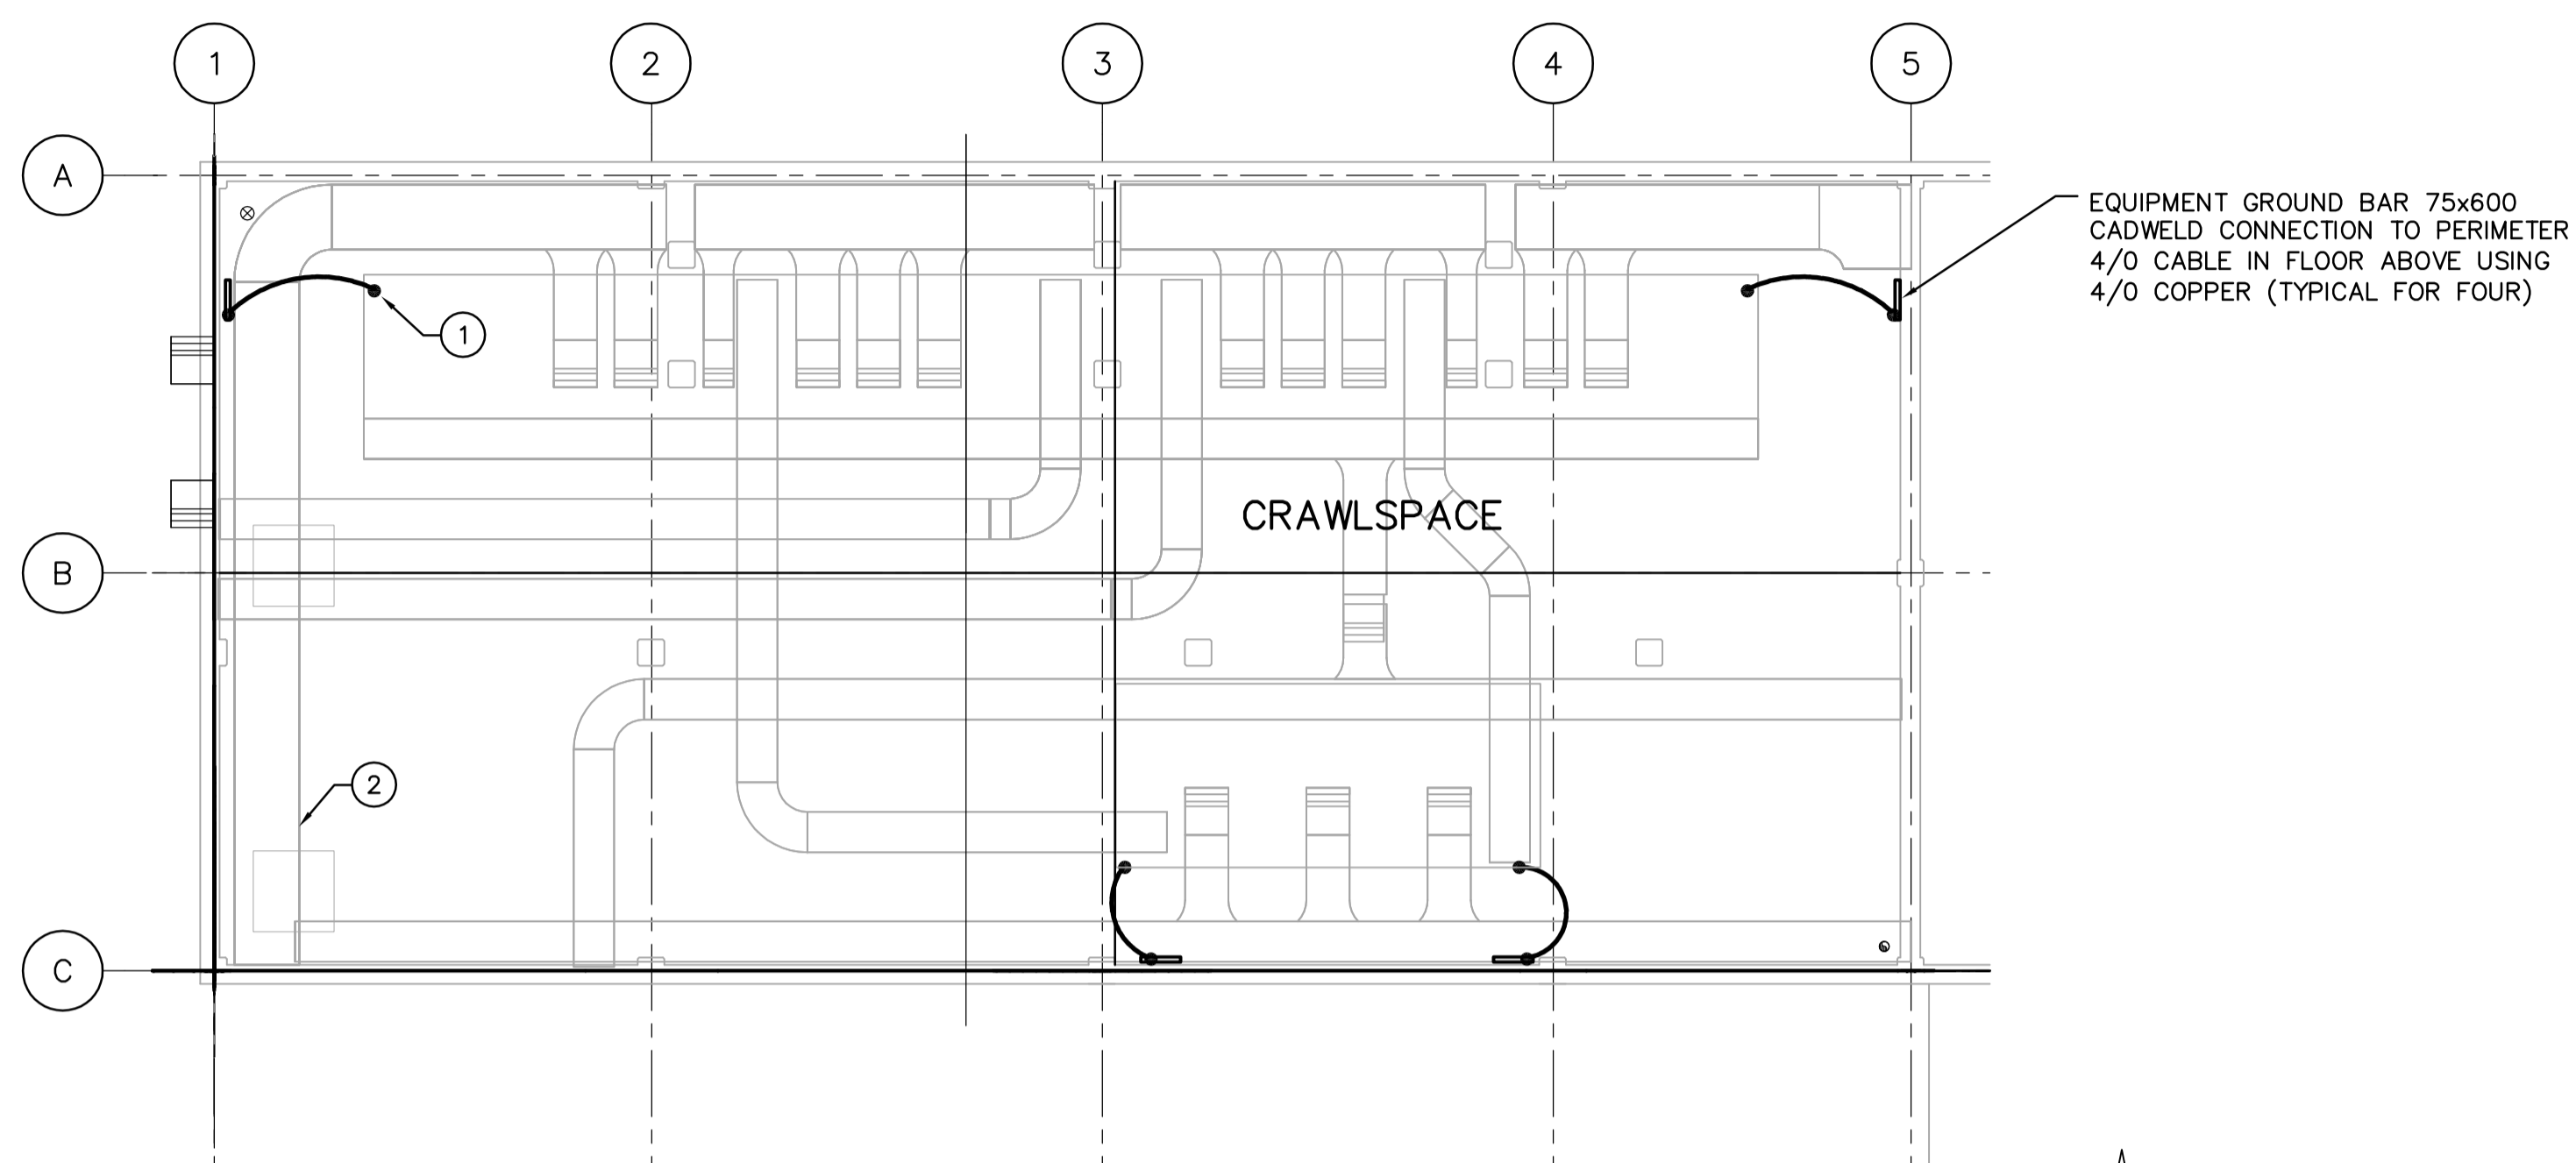 1
2
3
4
5
A
EQUIPMENT GROUND BAR 75x600
CADWELD CONNECTION TO PERIMETER
4/0 CABLE IN FLOOR ABOVE USING
4/0 COPPER (TYPICAL FOR FOUR)
1
CRAWLSPACE
B
2
C